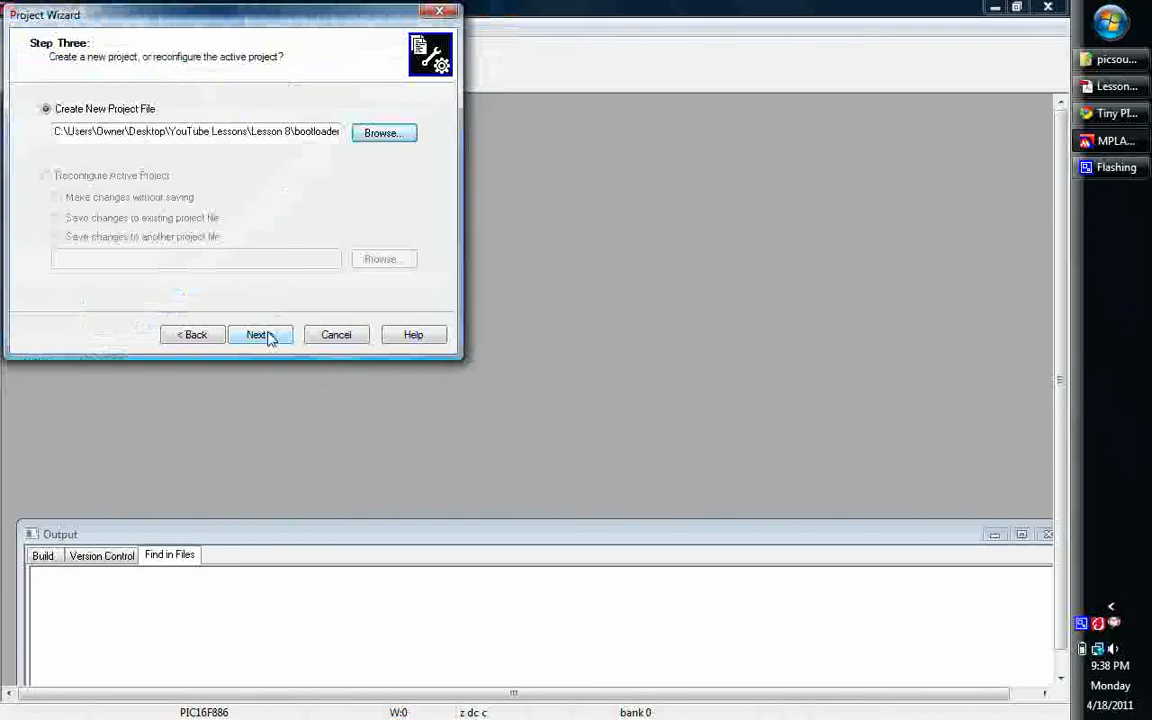 Project Wizard
Step Three:
Create a new project, or reconfigure the active project?
Create New Project File
C:\Users\Owner\Desktop\YouTube Lessons\Lesson 8\bootloader
Browse...
Reconfigure Active Project
Make changes without saving
Save changes to existing project file
Save changes to another project file
Browse...
< Back
Next
Cancel
Help
Output
Build
Version Control
Find in Files
PIC16F886
W:0
z dc c
bank 0
picsou...
Lesson...
Tiny PI...
MPLA...
Flashing
9:38 PM
Monday
4/18/2011